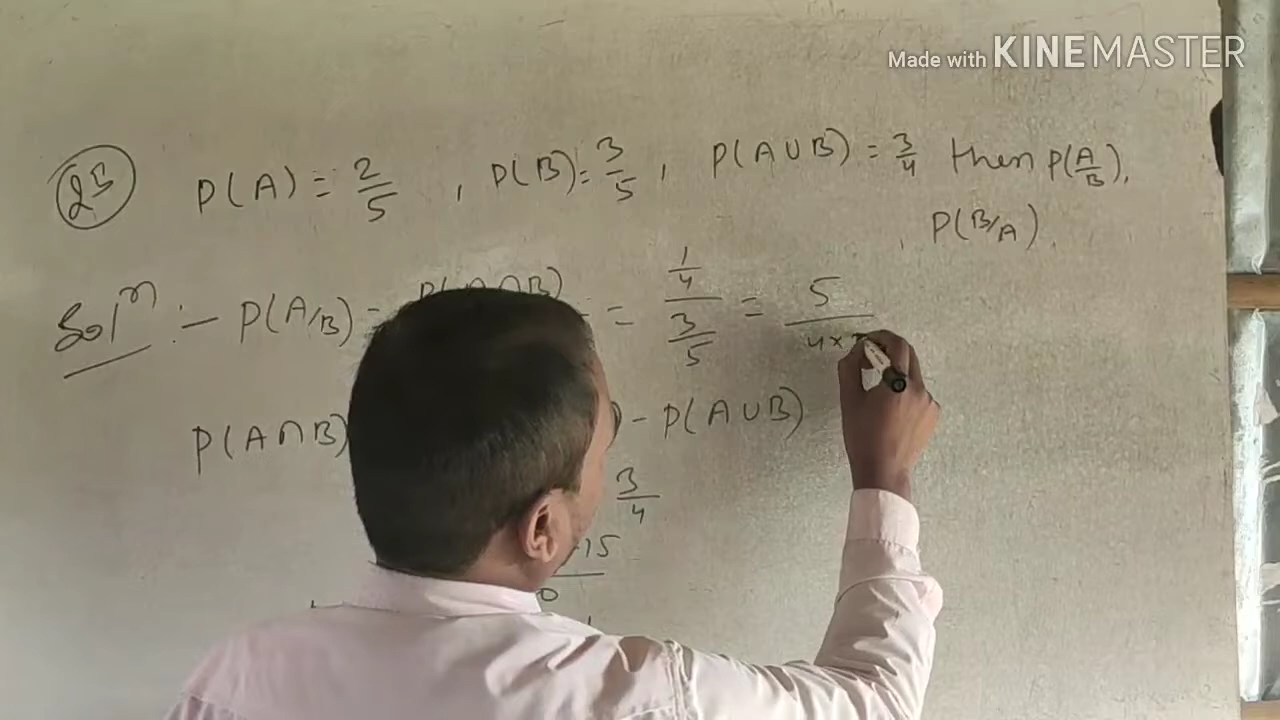 Made with KINEMASTER
(23) P(A) = 2/5 , P(B) = 3/5 , P(A∪B) = 3/4 then P(A/B),
P(B/A).
Solⁿ :- P(A/B) = P(A∩B) = 1/4 / 3/5 = 5 / 4×
P(A∩B) - P(A∪B)
3/4
-15